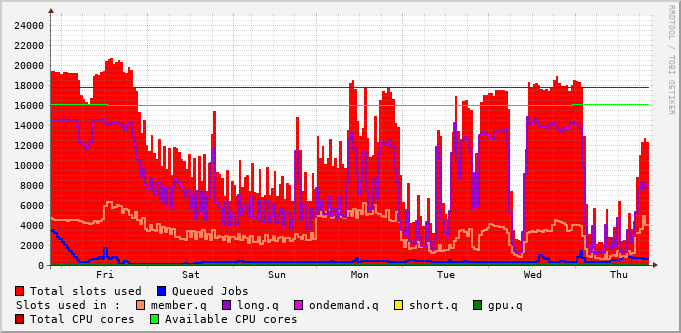 24000
22000
20000
18000
16000
14000
12000
10000
8000
6000
4000
2000
0
Fri Sat Sun Mon Tue Wed Thu
RRDTOOL / TOBI OETIKER
Total slots used Queued Jobs
Slots used in : member.q long.q ondemand.q short.q gpu.q
Total CPU cores Available CPU cores